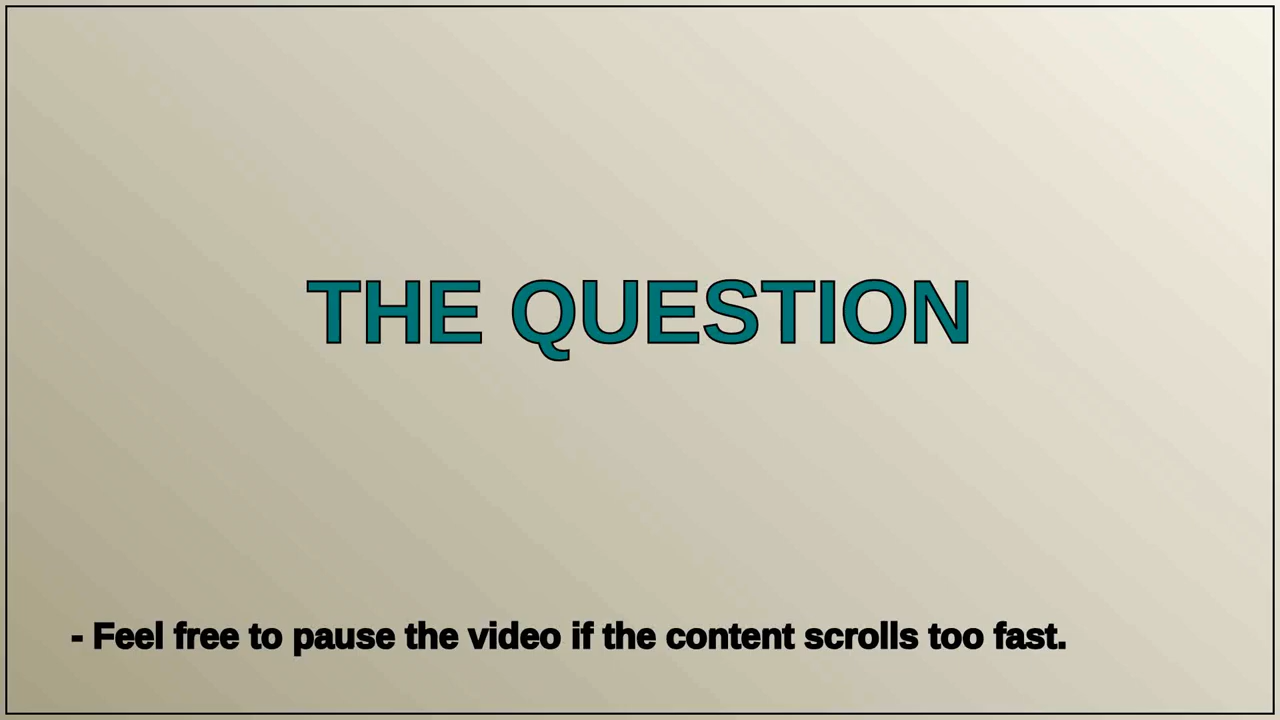 THE QUESTION
- Feel free to pause the video if the content scrolls too fast.